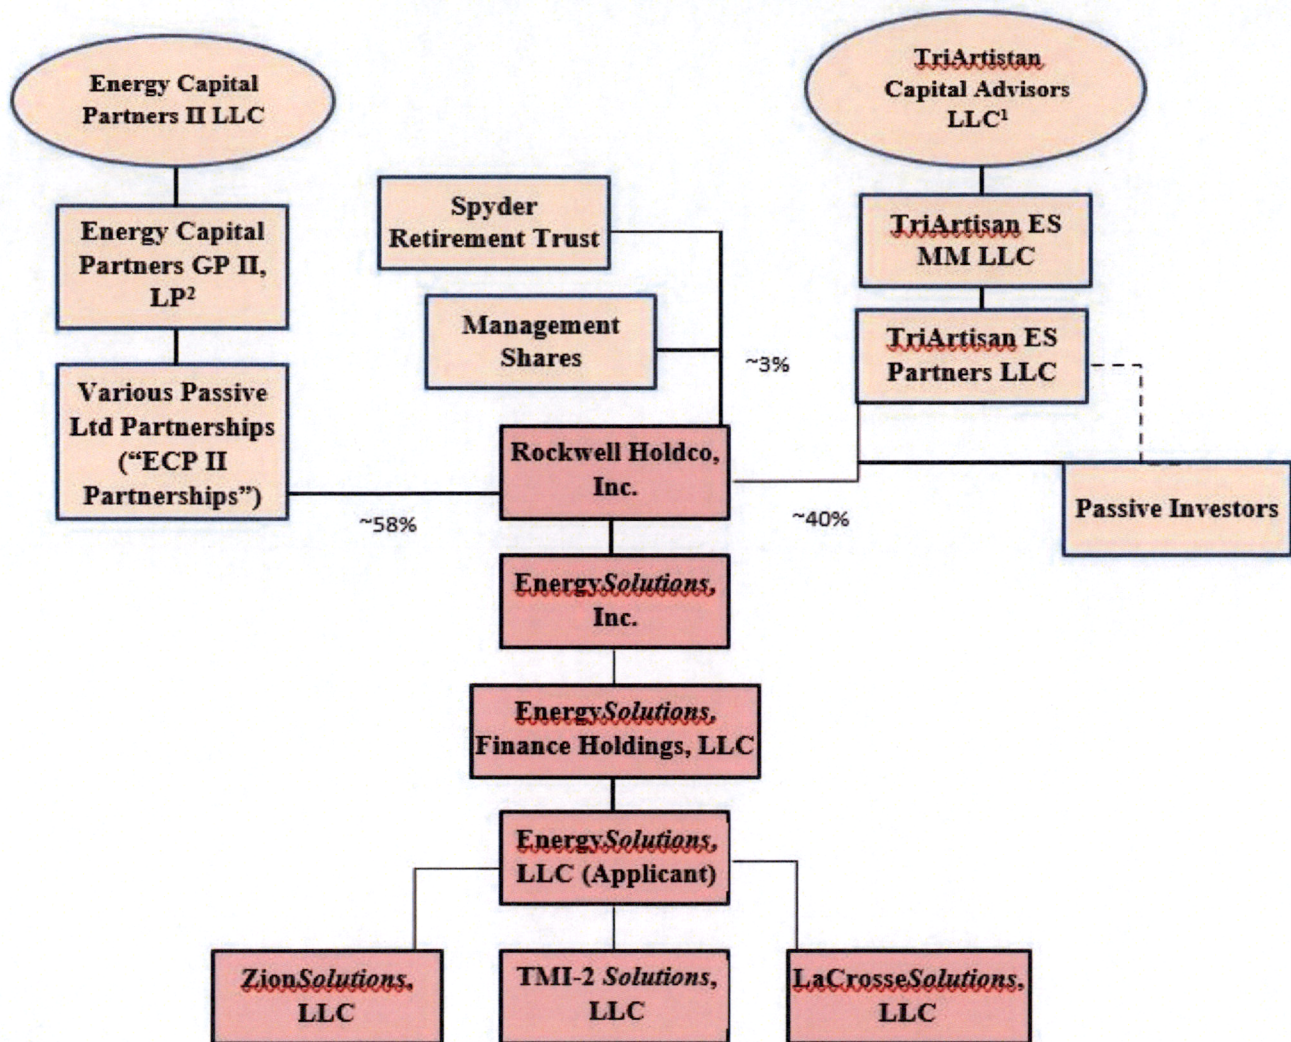 Energy Capital
Partners II LLC
TriArtistan
Capital Advisors
LLC¹
Energy Capital
Partners GP II,
LP²
Spyder
Retirement Trust
TriArtisan ES
MM LLC
Management
Shares
~3%
TriArtisan ES
Partners LLC
Various Passive
Ltd Partnerships
(“ECP II
Partnerships”)
~58%
Rockwell Holdco,
Inc.
~40%
Passive Investors
EnergySolutions,
Inc.
EnergySolutions,
Finance Holdings, LLC
EnergySolutions,
LLC (Applicant)
ZionSolutions,
LLC
TMI-2 Solutions,
LLC
LaCrosseSolutions,
LLC